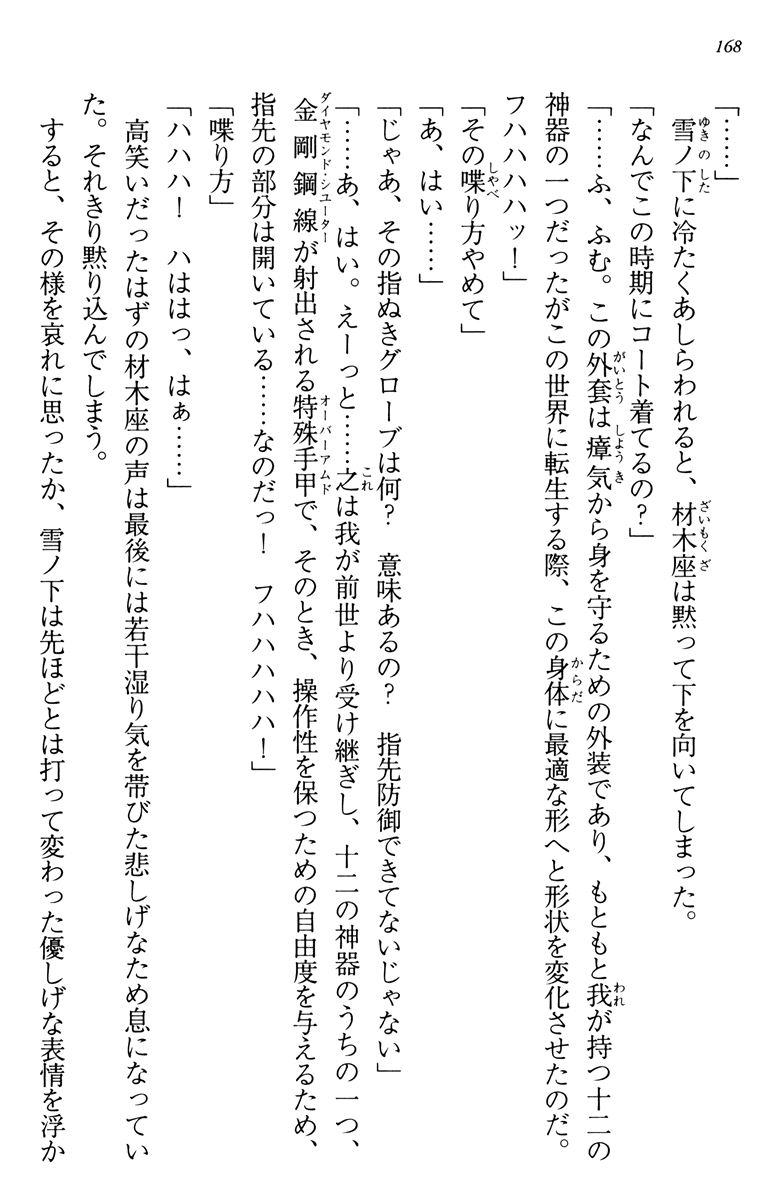 168
「……」
雪ノ下に冷たくあしらわれると、材木座は黙って下を向いてしまった。
「なんでこの時期にコート着てるの？」
「……ふ、ふむ。この外套は瘴気から身を守るための外装であり、もともと我が持つ十二の
神器の一つだったがこの世界に転生する際、この身体に最適な形へと形状を変化させたのだ。
フハハハハッ！」
「その喋り方やめて」
「あ、はい……」
「じゃあ、その指ぬきグローブは何？　意味あるの？　指先防御できてないじゃない」
「……あ、はい。えーっと……之は我が前世より受け継ぎし、十二の神器のうちの一つ、
金剛鋼線が射出される特殊手甲で、そのとき、操作性を保つための自由度を与えるため、
指先の部分は開いている……なのだっ！　フハハハハハ！」
「喋り方」
「ハハハ！　ハははっ、はぁ……」
高笑いだったはずの材木座の声は最後には若干湿り気を帯びた悲しげなため息になってい
た。それきり黙り込んでしまう。
すると、その様を哀れに思ったか、雪ノ下は先ほどとは打って変わった優しげな表情を浮か